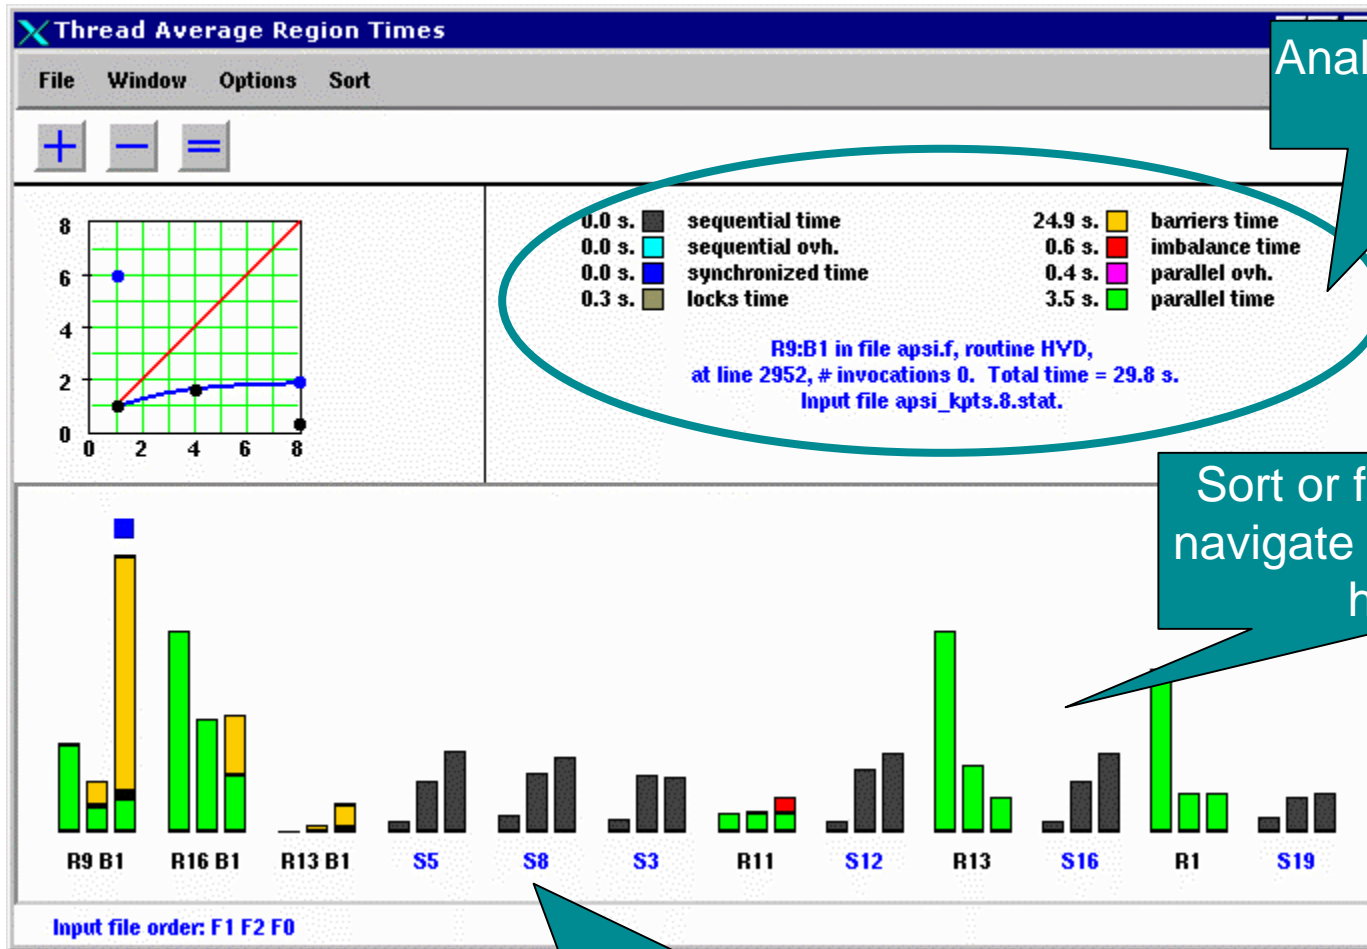 Thread Average Region Times
File Window Options Sort
+ − =
8
6
4
2
0
0 2 4 6 8
0.0 s. sequential time
0.0 s. sequential ovh.
0.0 s. synchronized time
0.3 s. locks time
24.9 s. barriers time
0.6 s. imbalance time
0.4 s. parallel ovh.
3.5 s. parallel time
R9:B1 in file apsi.f, routine HYD,
at line 2952, # invocations 0. Total time = 29.8 s.
Input file apsi_kpts.8.stat.
Sort or
navigate
R9 B1 R16 B1 R13 B1 S5 S8 S3 R11 S12 R13 S16 R1 S19
Input file order: F1 F2 F0